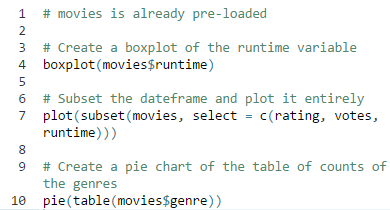 1 # movies is already pre-loaded
2
3 # Create a boxplot of the runtime variable
4 boxplot(movies$runtime)
5
6 # Subset the dateframe and plot it entirely
7 plot(subset(movies, select = c(rating, votes,
runtime)))
8
9 # Create a pie chart of the table of counts of
the genres
10 pie(table(movies$genre))